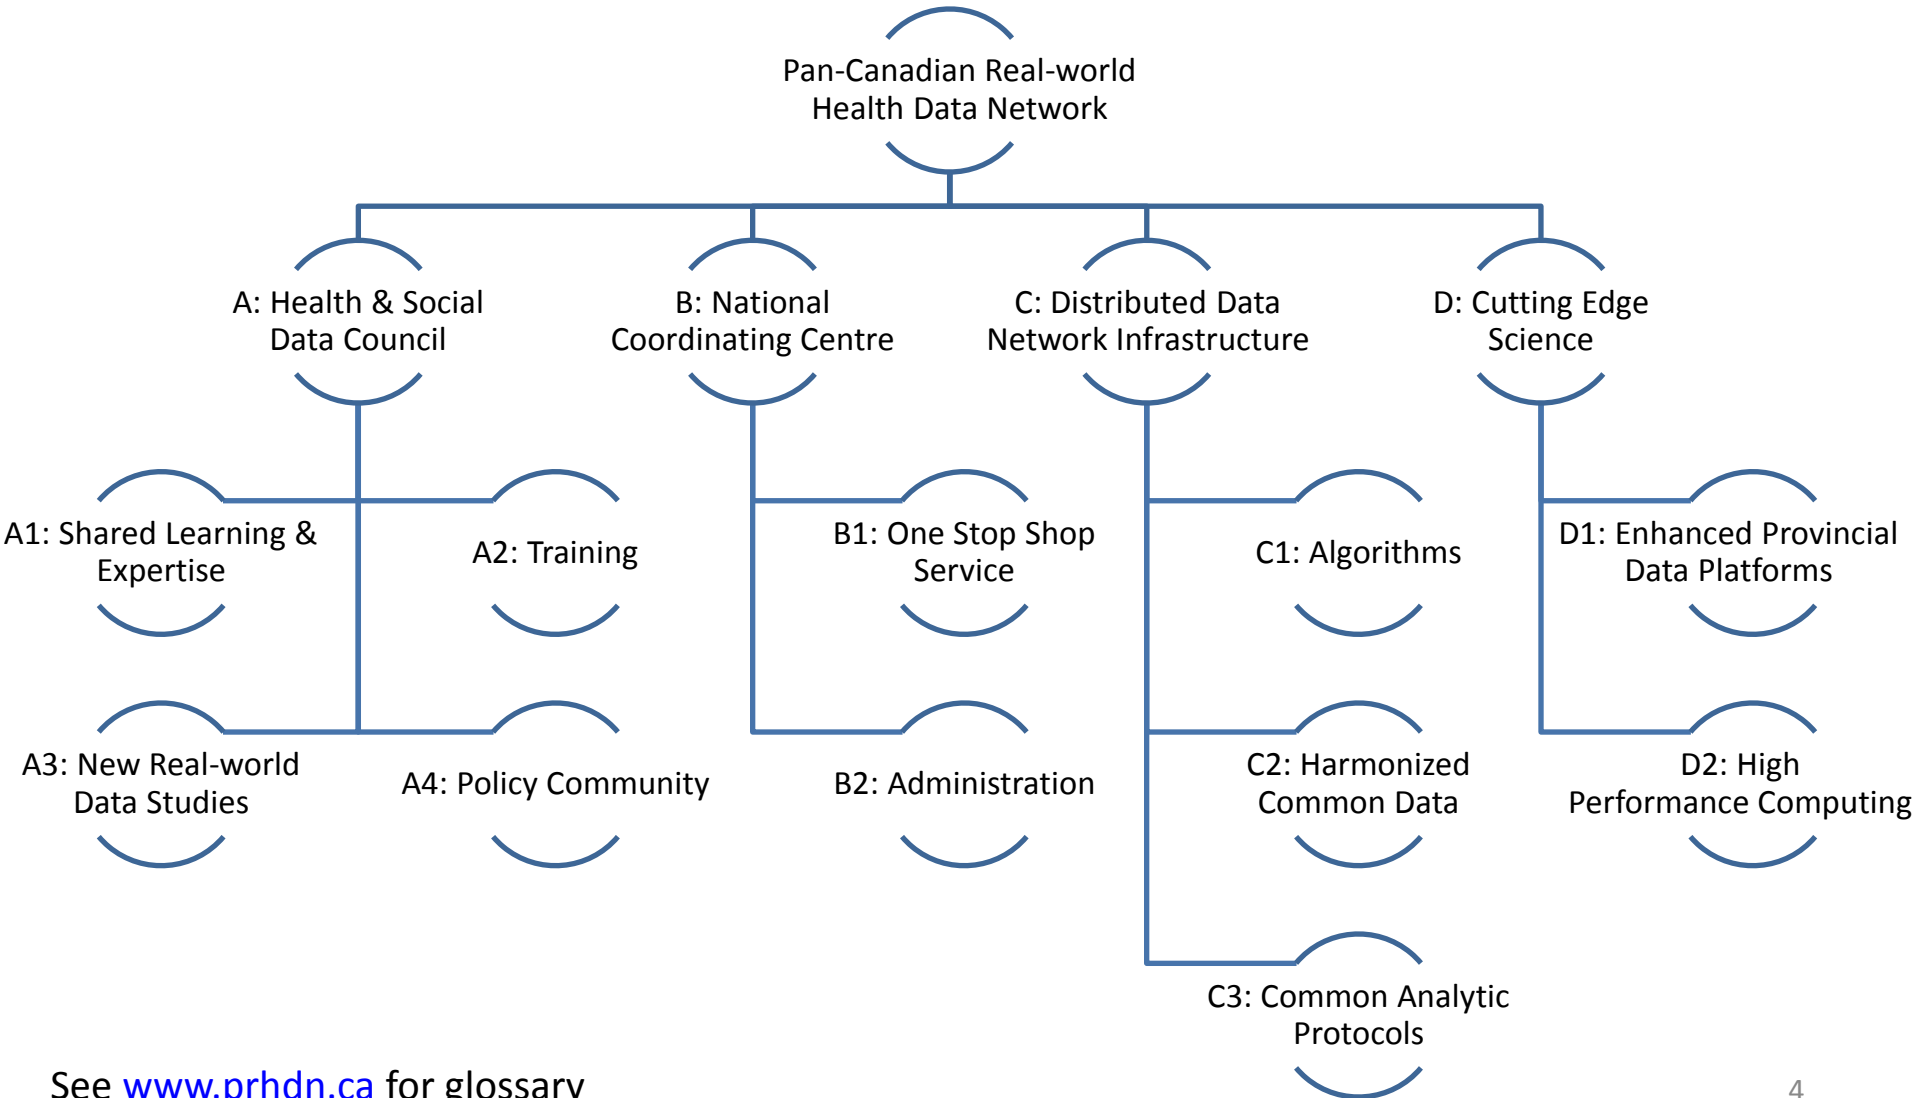 Pan-Canadian Real-world
Health Data Network
A: Health & Social
Data Council
B: National
Coordinating Centre
C: Distributed Data
Network Infrastructure
D: Cutting Edge
Science
A1: Shared Learning &
Expertise
A2: Training
B1: One Stop Shop
Service
C1: Algorithms
D1: Enhanced Provincial
Data Platforms
A3: New Real-world
Data Studies
A4: Policy Community
B2: Administration
C2: Harmonized
Common Data
D2: High
Performance Computing
C3: Common Analytic
Protocols
See www.prhdn.ca for glossary
4